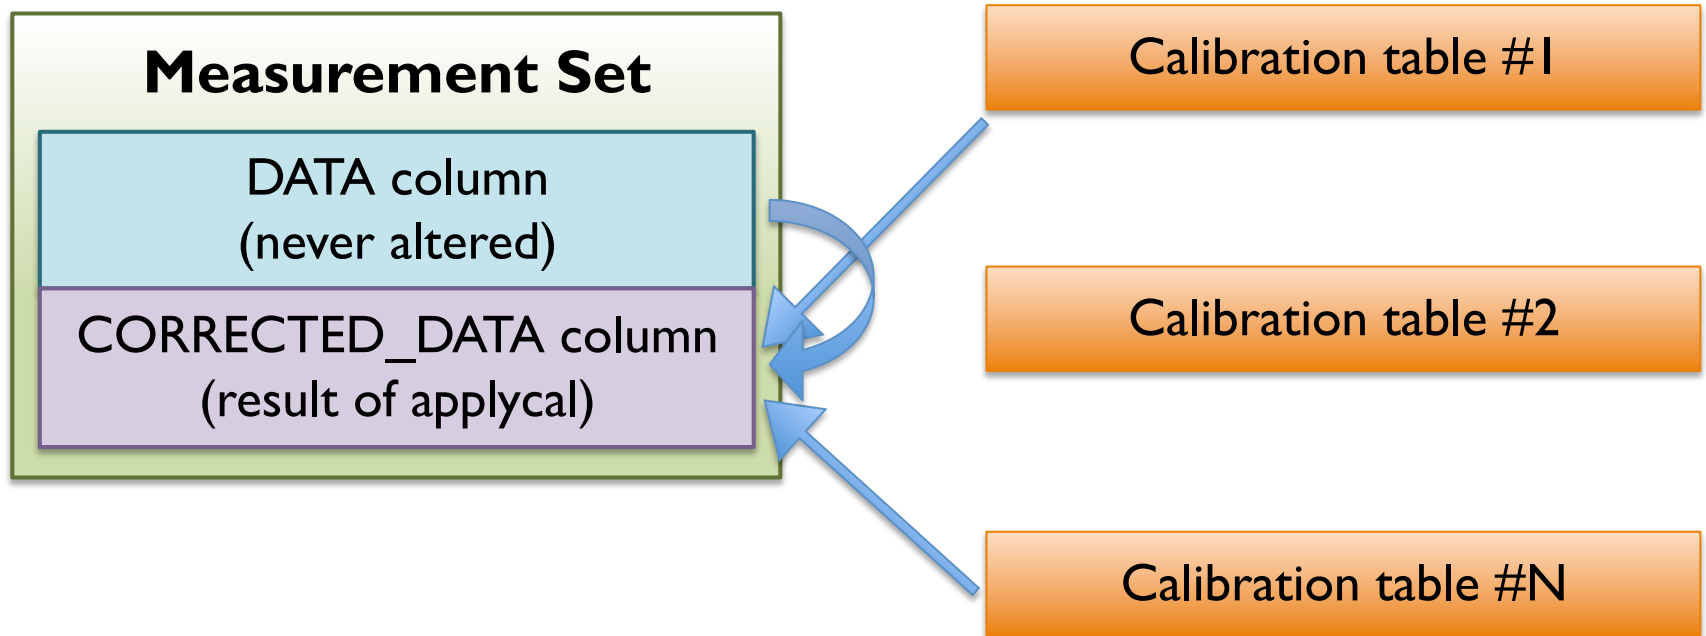 Measurement Set
DATA column
(never altered)
CORRECTED_DATA column
(result of applycal)
Calibration table #1
Calibration table #2
Calibration table #N